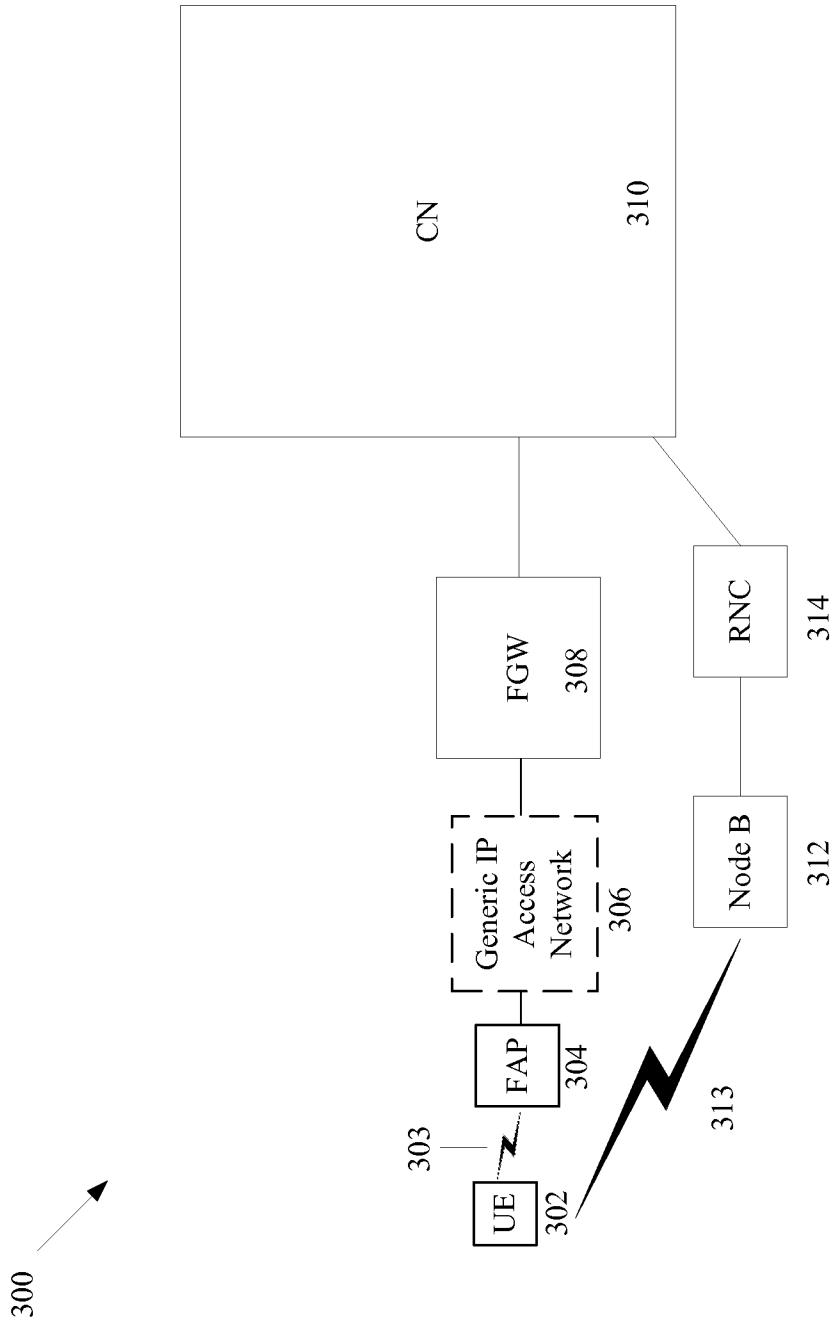 300
UE
302
303
FAP
304
Generic IP
Access
Network
306
FGW
308
CN
310
313
Node B
312
RNC
314